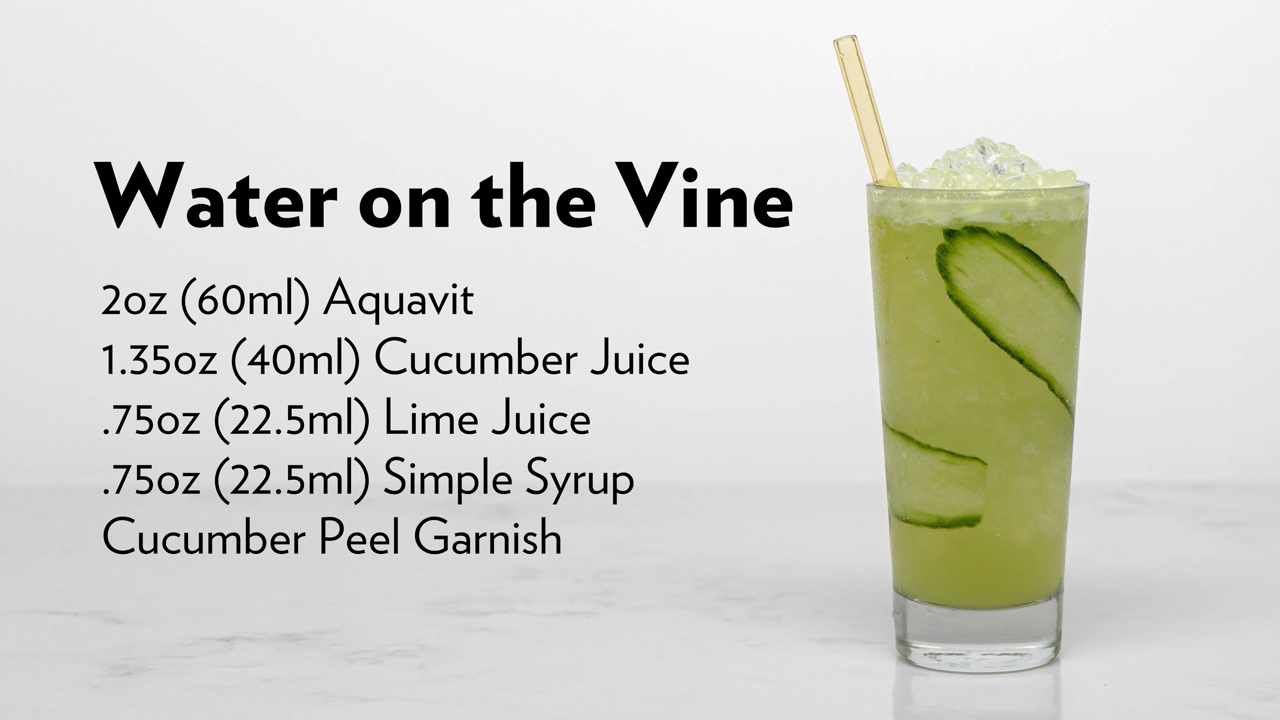 Water on the Vine
2oz (60ml) Aquavit
1.35oz (40ml) Cucumber Juice
.75oz (22.5ml) Lime Juice
.75oz (22.5ml) Simple Syrup
Cucumber Peel Garnish